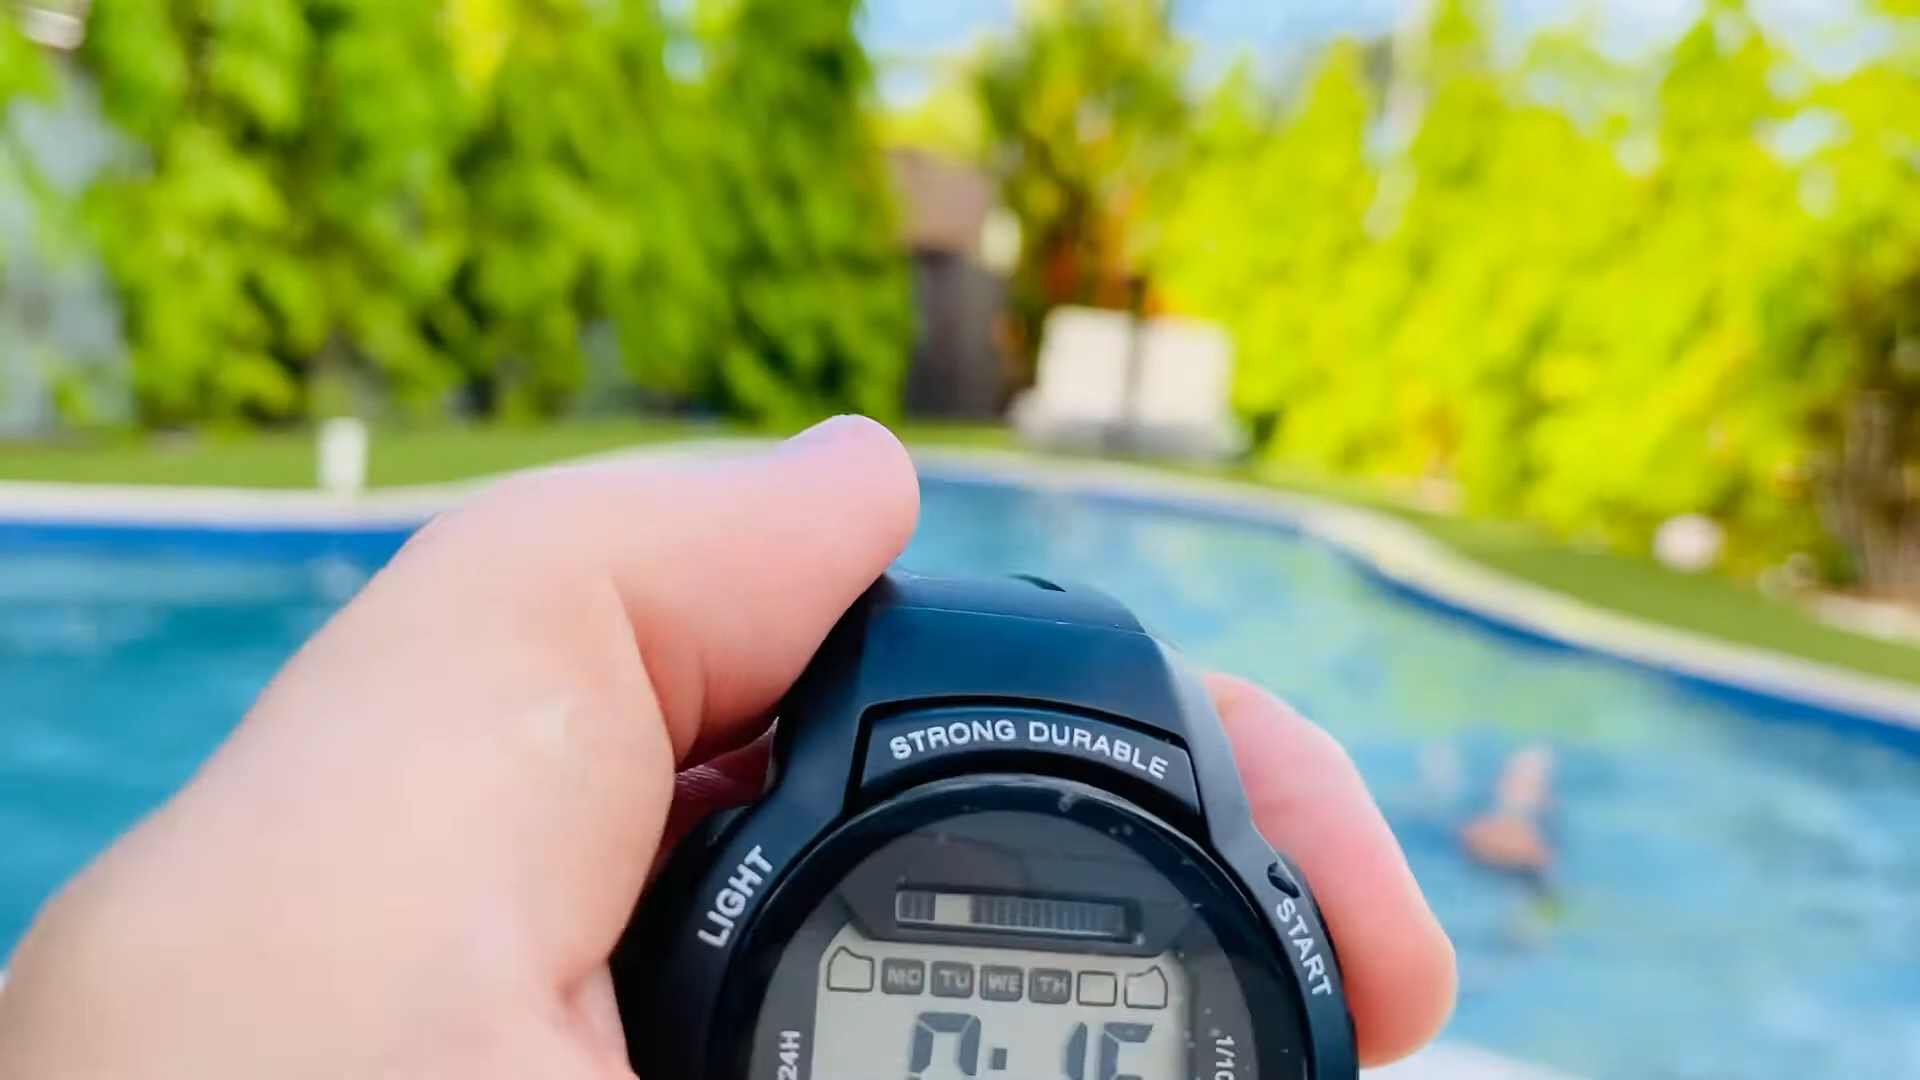 STRONG DURABLE
LIGHT
START
MO TU WE TH
24H